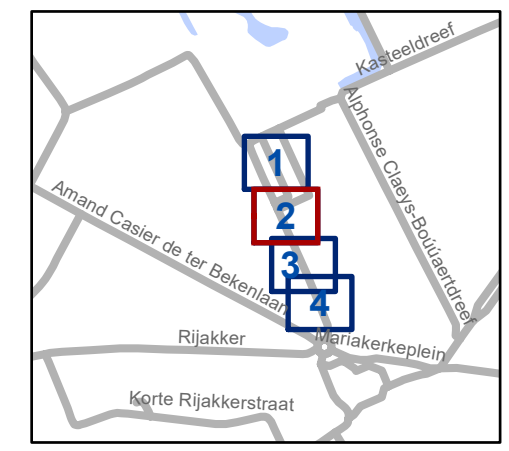 Kasteeldreef
Alphonse Claeys-Boúúaertdreef
1
2
Amand Casier de ter Bekenlaan
3
4
Rijakker
Mariakerkeplein
Korte Rijakkerstraat